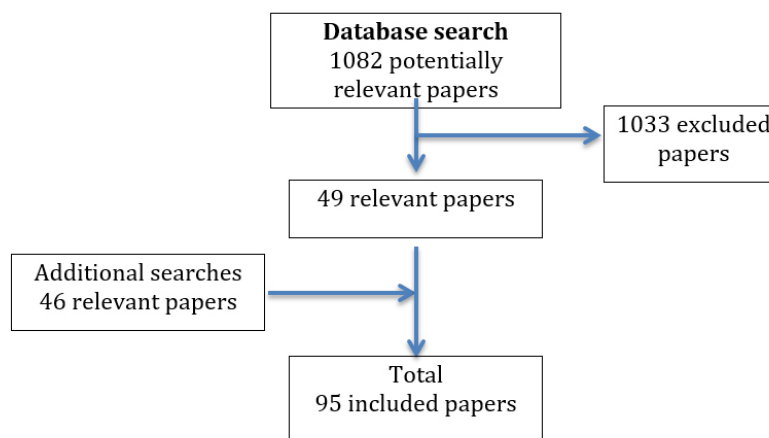 Database search
1082 potentially
relevant papers
1033 excluded
papers
49 relevant papers
Additional searches
46 relevant papers
Total
95 included papers